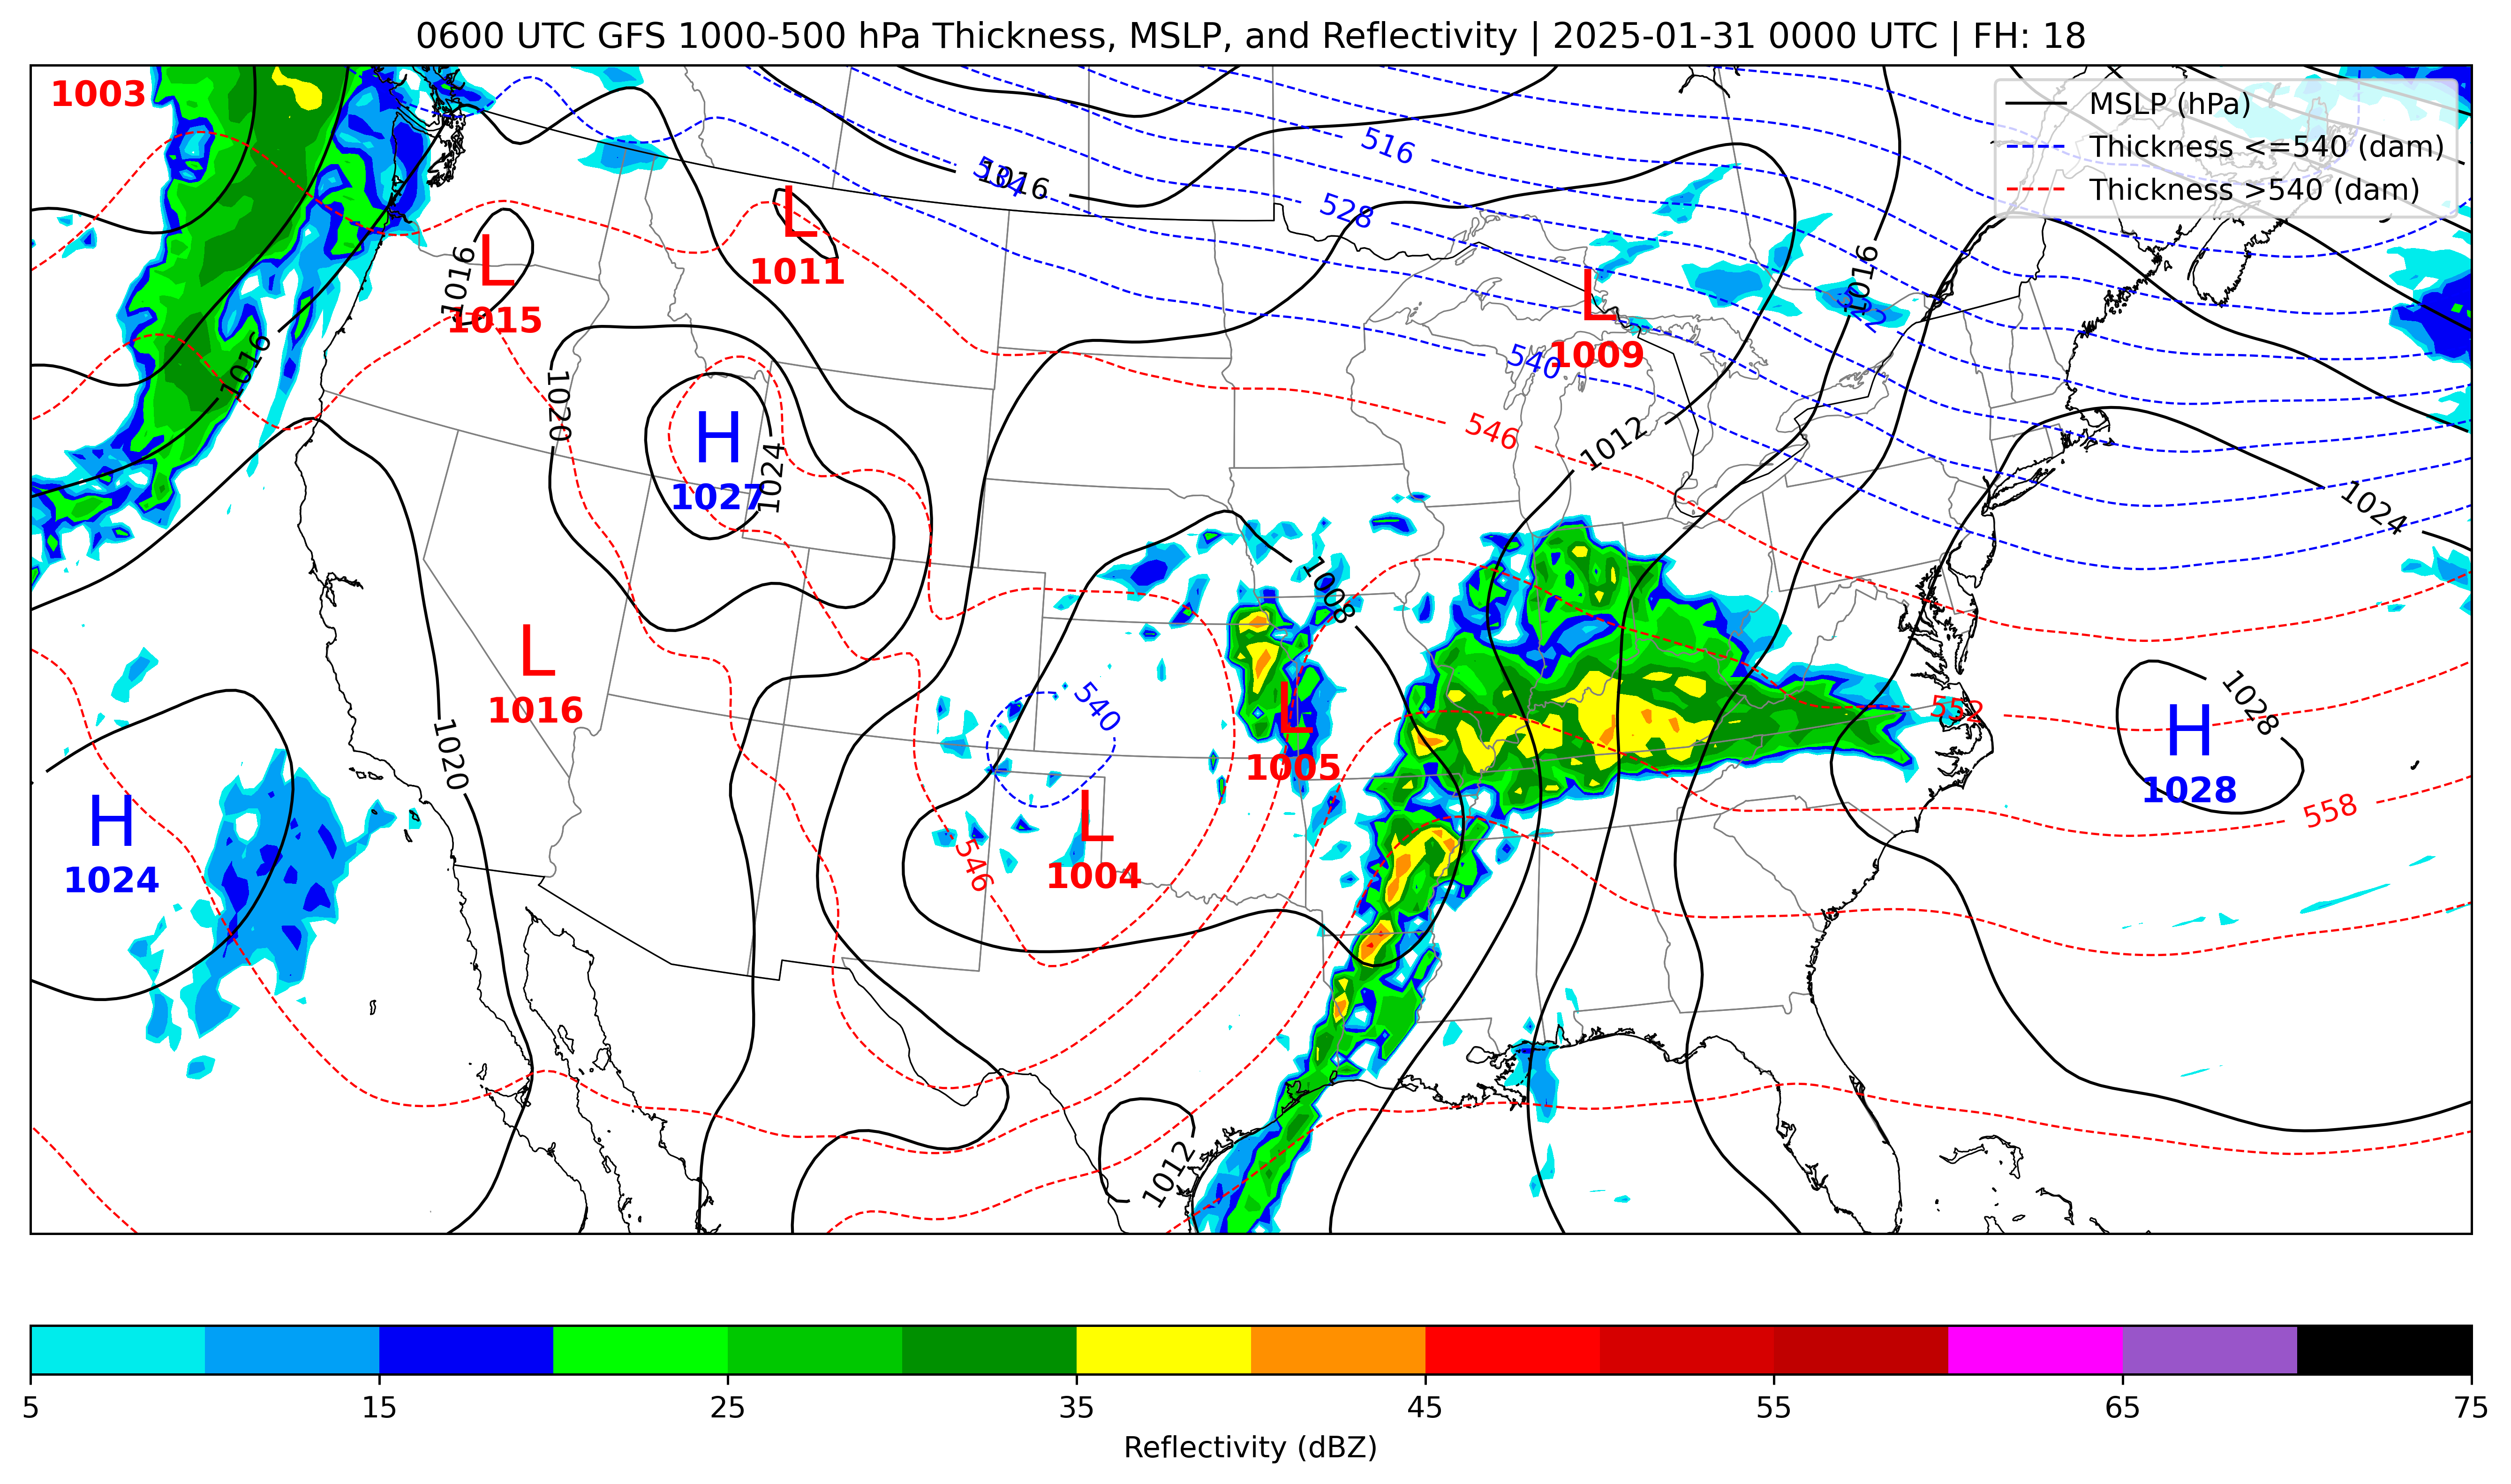 0600 UTC GFS 1000-500 hPa Thickness, MSLP, and Reflectivity | 2025-01-31 0000 UTC | FH: 18
MSLP (hPa)
Thickness <=540 (dam)
Thickness >540 (dam)
1003
516
534
1016
528
L
1011
L
1016
1015
1016
522
L
1009
540
1016
546
1020
H
1027
1024
1012
1024
1008
L
1016
540
552
1028
H
1028
L
1005
1020
558
H
1024
L
1004
546
1012
5
15
25
35
45
55
65
75
Reflectivity (dBZ)